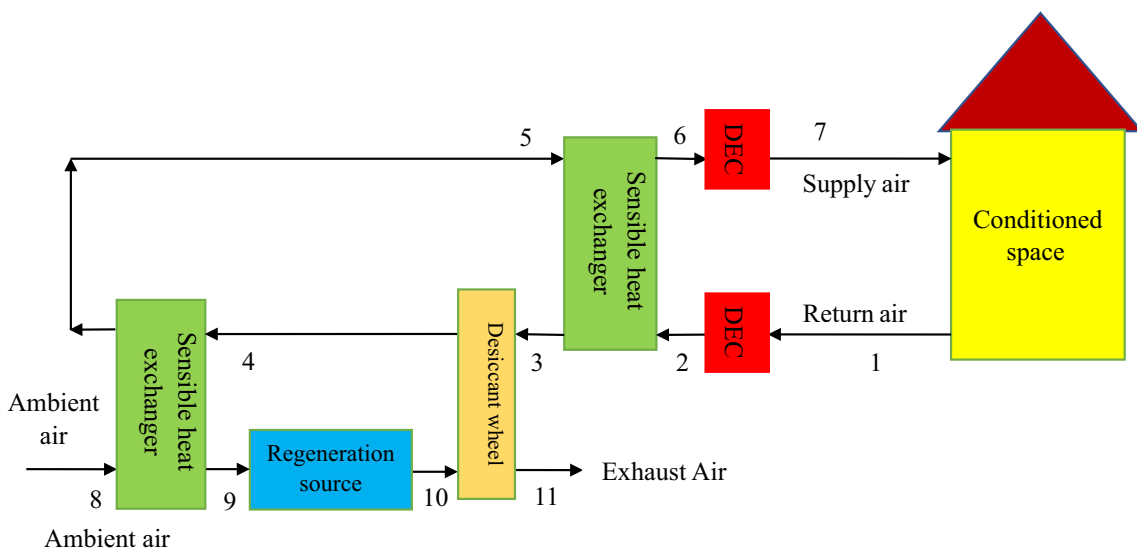 5
6
DEC
7
Supply air
Sensible heat
exchanger
Conditioned
space
Return air
DEC
1
2
3
4
Desiccant wheel
Sensible heat
exchanger
Ambient
air
Regeneration
source
8
9
10
11
Exhaust Air
Ambient air